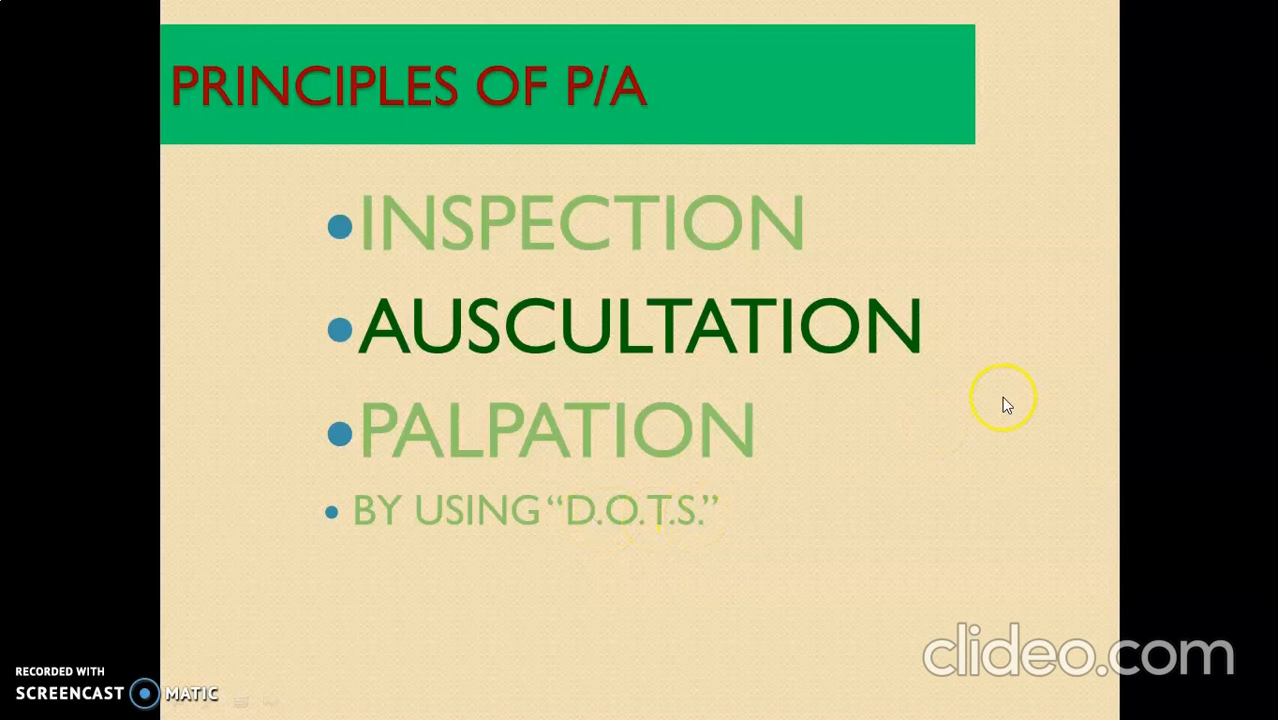 PRINCIPLES OF P/A
•INSPECTION
•AUSCULTATION
•PALPATION
• BY USING “D.O.T.S.”
clideo.com
RECORDED WITH
SCREENCAST MATIC